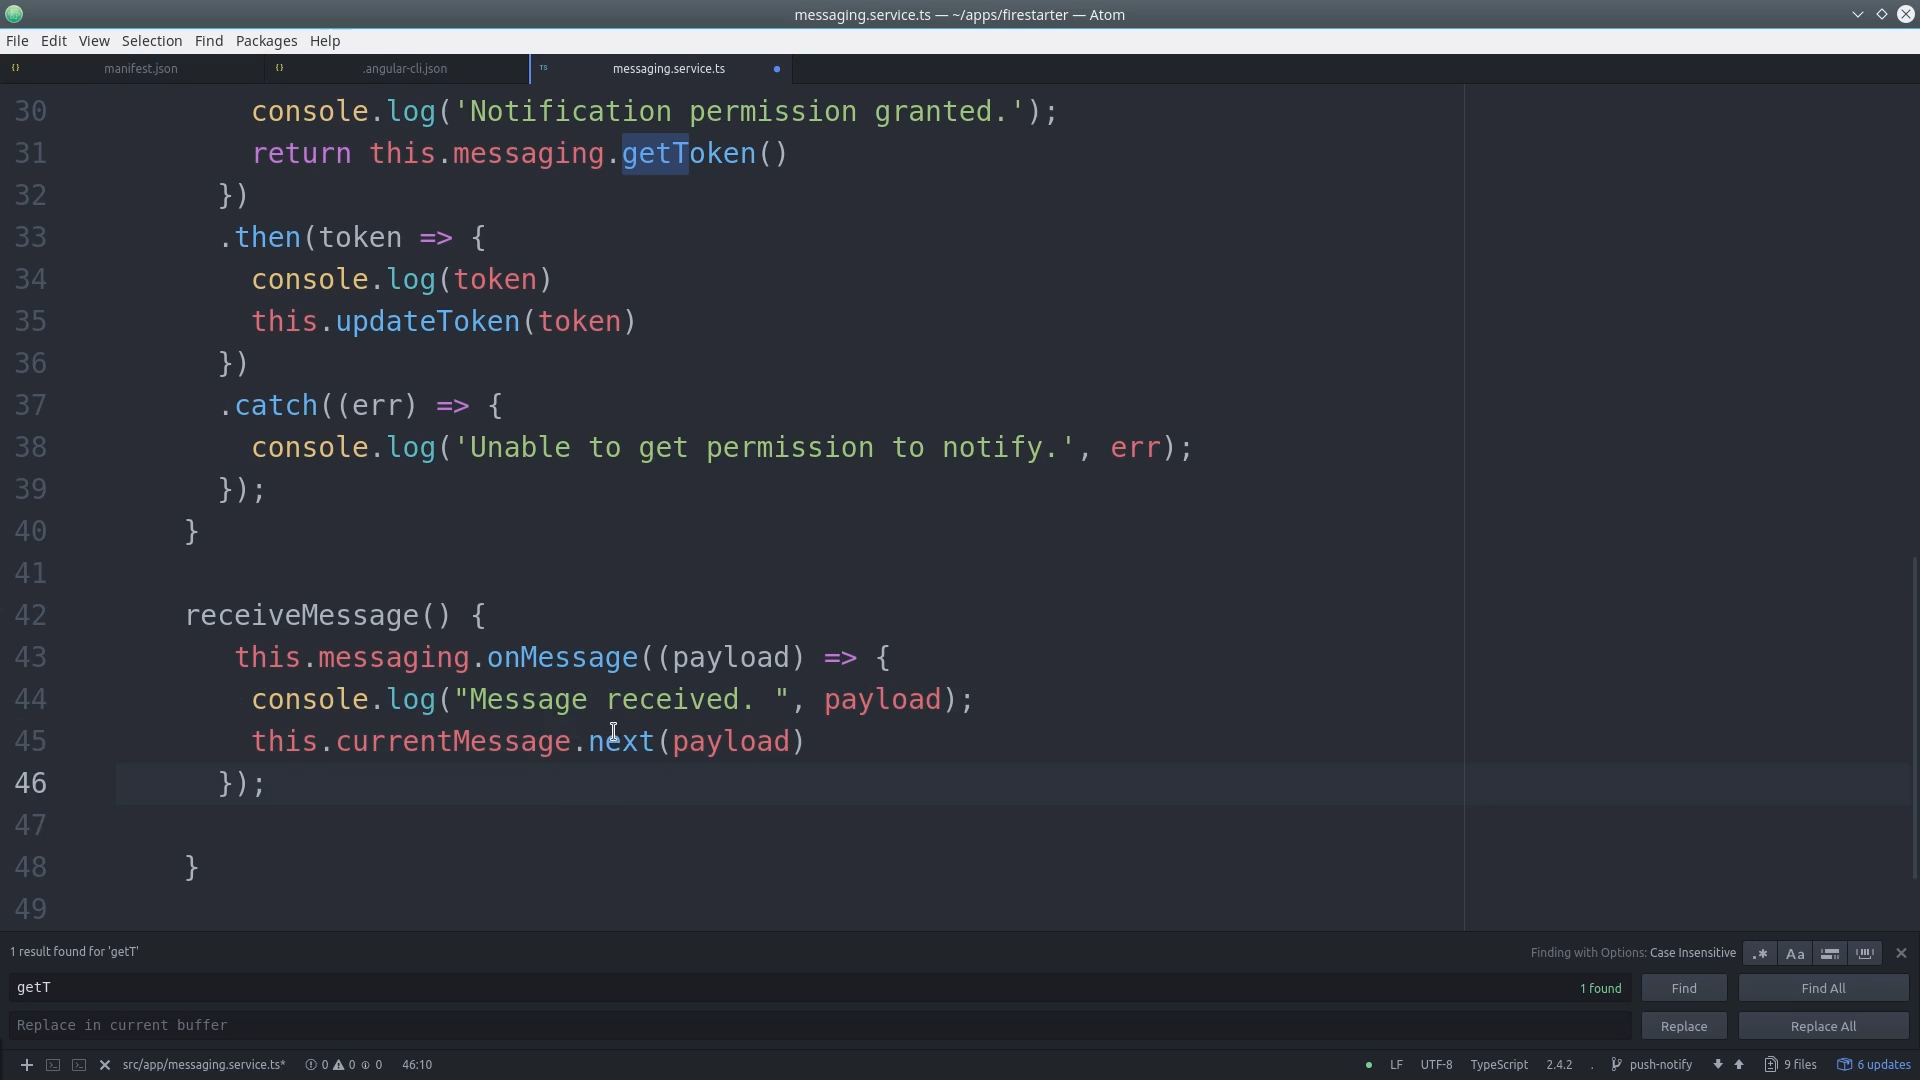 messaging.service.ts — ~/apps/firestarter — Atom
File Edit View Selection Find Packages Help
{} manifest.json {} .angular-cli.json TS messaging.service.ts
30 console.log('Notification permission granted.');
31 return this.messaging.getToken()
32 })
33 .then(token => {
34 console.log(token)
35 this.updateToken(token)
36 })
37 .catch((err) => {
38 console.log('Unable to get permission to notify.', err);
39 });
40 }
41
42 receiveMessage() {
43 this.messaging.onMessage((payload) => {
44 console.log("Message received. ", payload);
45 this.currentMessage.next(payload)
46 });
47
48 }
49
1 result found for 'getT' Finding with Options: Case Insensitive .* Aa
getT 1 found Find Find All
Replace in current buffer Replace Replace All
src/app/messaging.service.ts* 0 0 0 46:10 LF UTF-8 TypeScript 2.4.2 . push-notify 9 files 6 updates